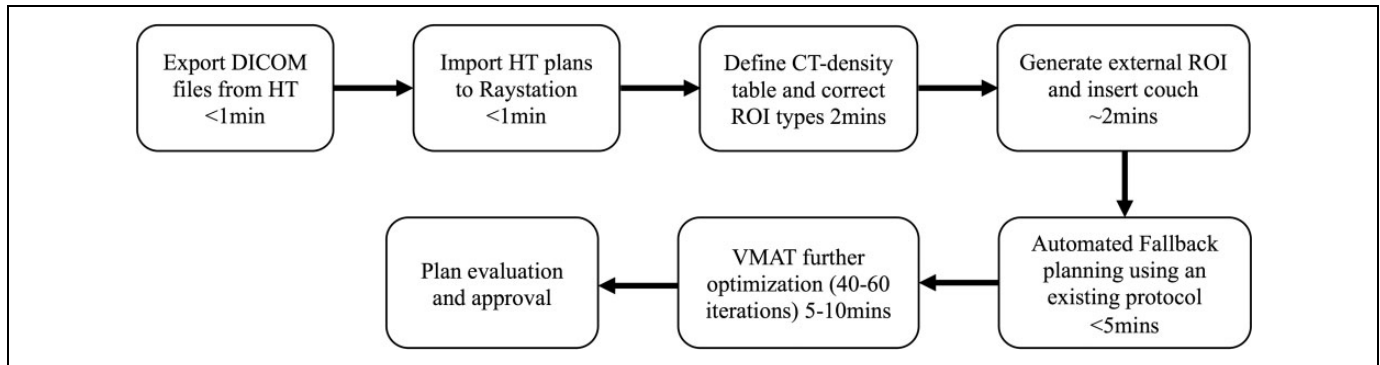 Export DICOM
files from HT
<1min
Import HT plans
to Raystation
<1min
Define CT-density
table and correct
ROI types 2mins
Generate external ROI
and insert couch
~2mins
Automated Fallback
planning using an
existing protocol
<5mins
VMAT further
optimization (40-60
iterations) 5-10mins
Plan evaluation
and approval